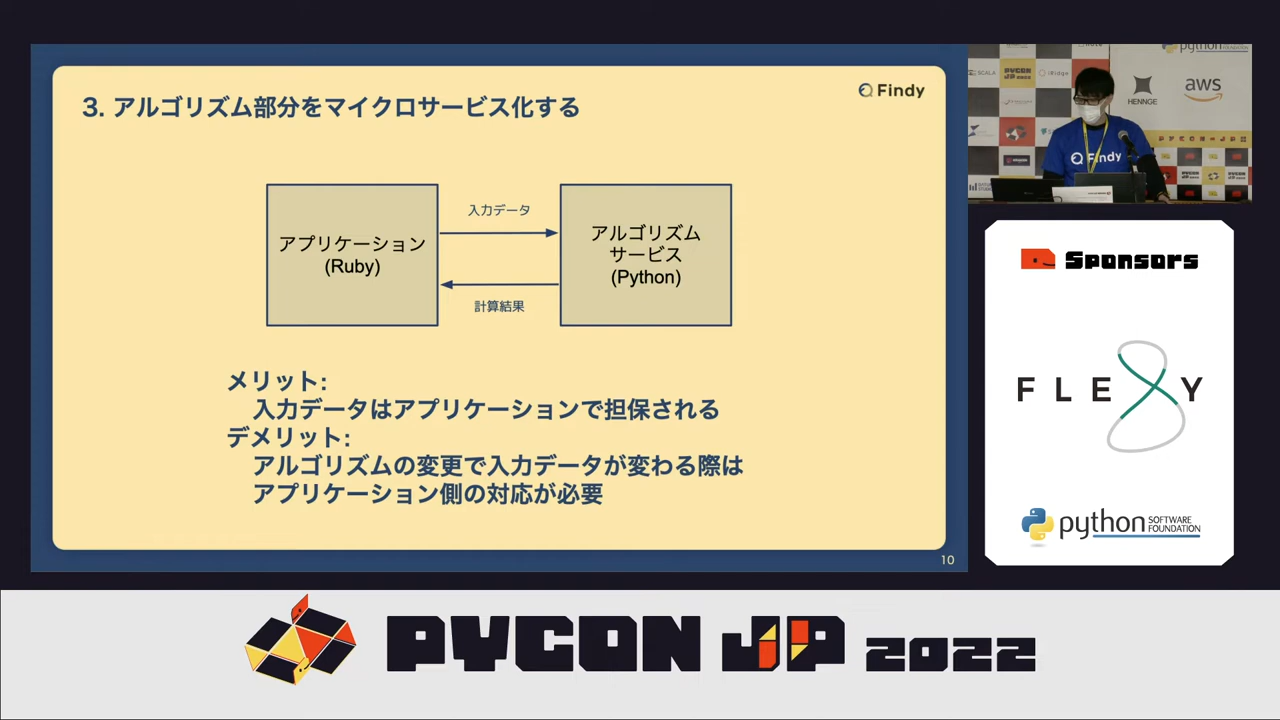 3. アルゴリズム部分をマイクロサービス化する
Findy
アプリケーション
(Ruby)
入力データ
計算結果
アルゴリズム
サービス
(Python)
メリット:
入力データはアプリケーションで担保される
デメリット:
アルゴリズムの変更で入力データが変わる際は
アプリケーション側の対応が必要
10
python
HENNGE
aws
Findy
Sponsors
FLEXY
python
SOFTWARE
FOUNDATION
PYCON JP 2022